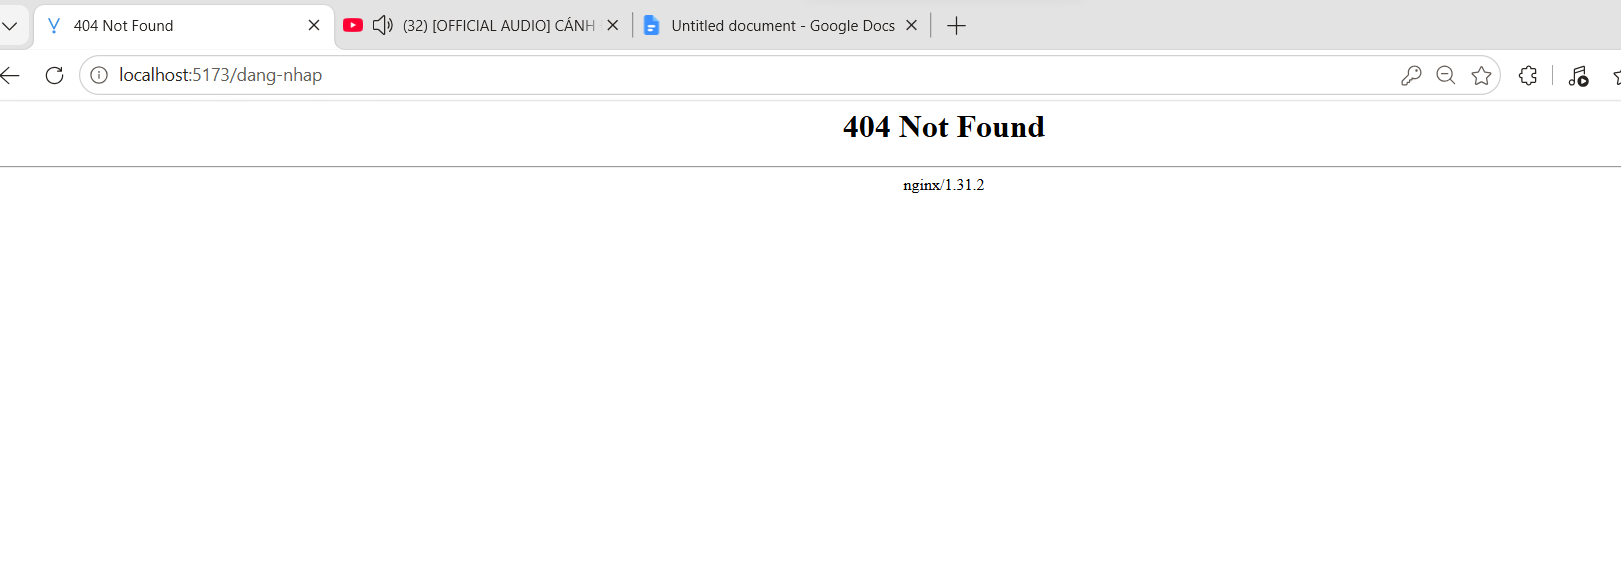 404 Not Found
(32) [OFFICIAL AUDIO] CÁNH
Untitled document - Google Docs
localhost:5173/dang-nhap
404 Not Found
nginx/1.31.2